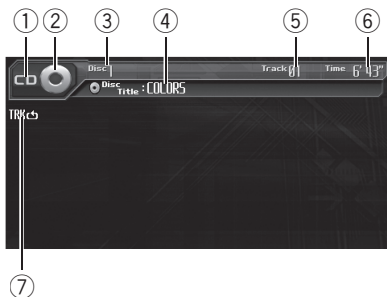 ① ② ③ ④ ⑤ ⑥
CD Disc 1 Track 01 Time 6'43"
Disc Title : COLORS
TRK
⑦